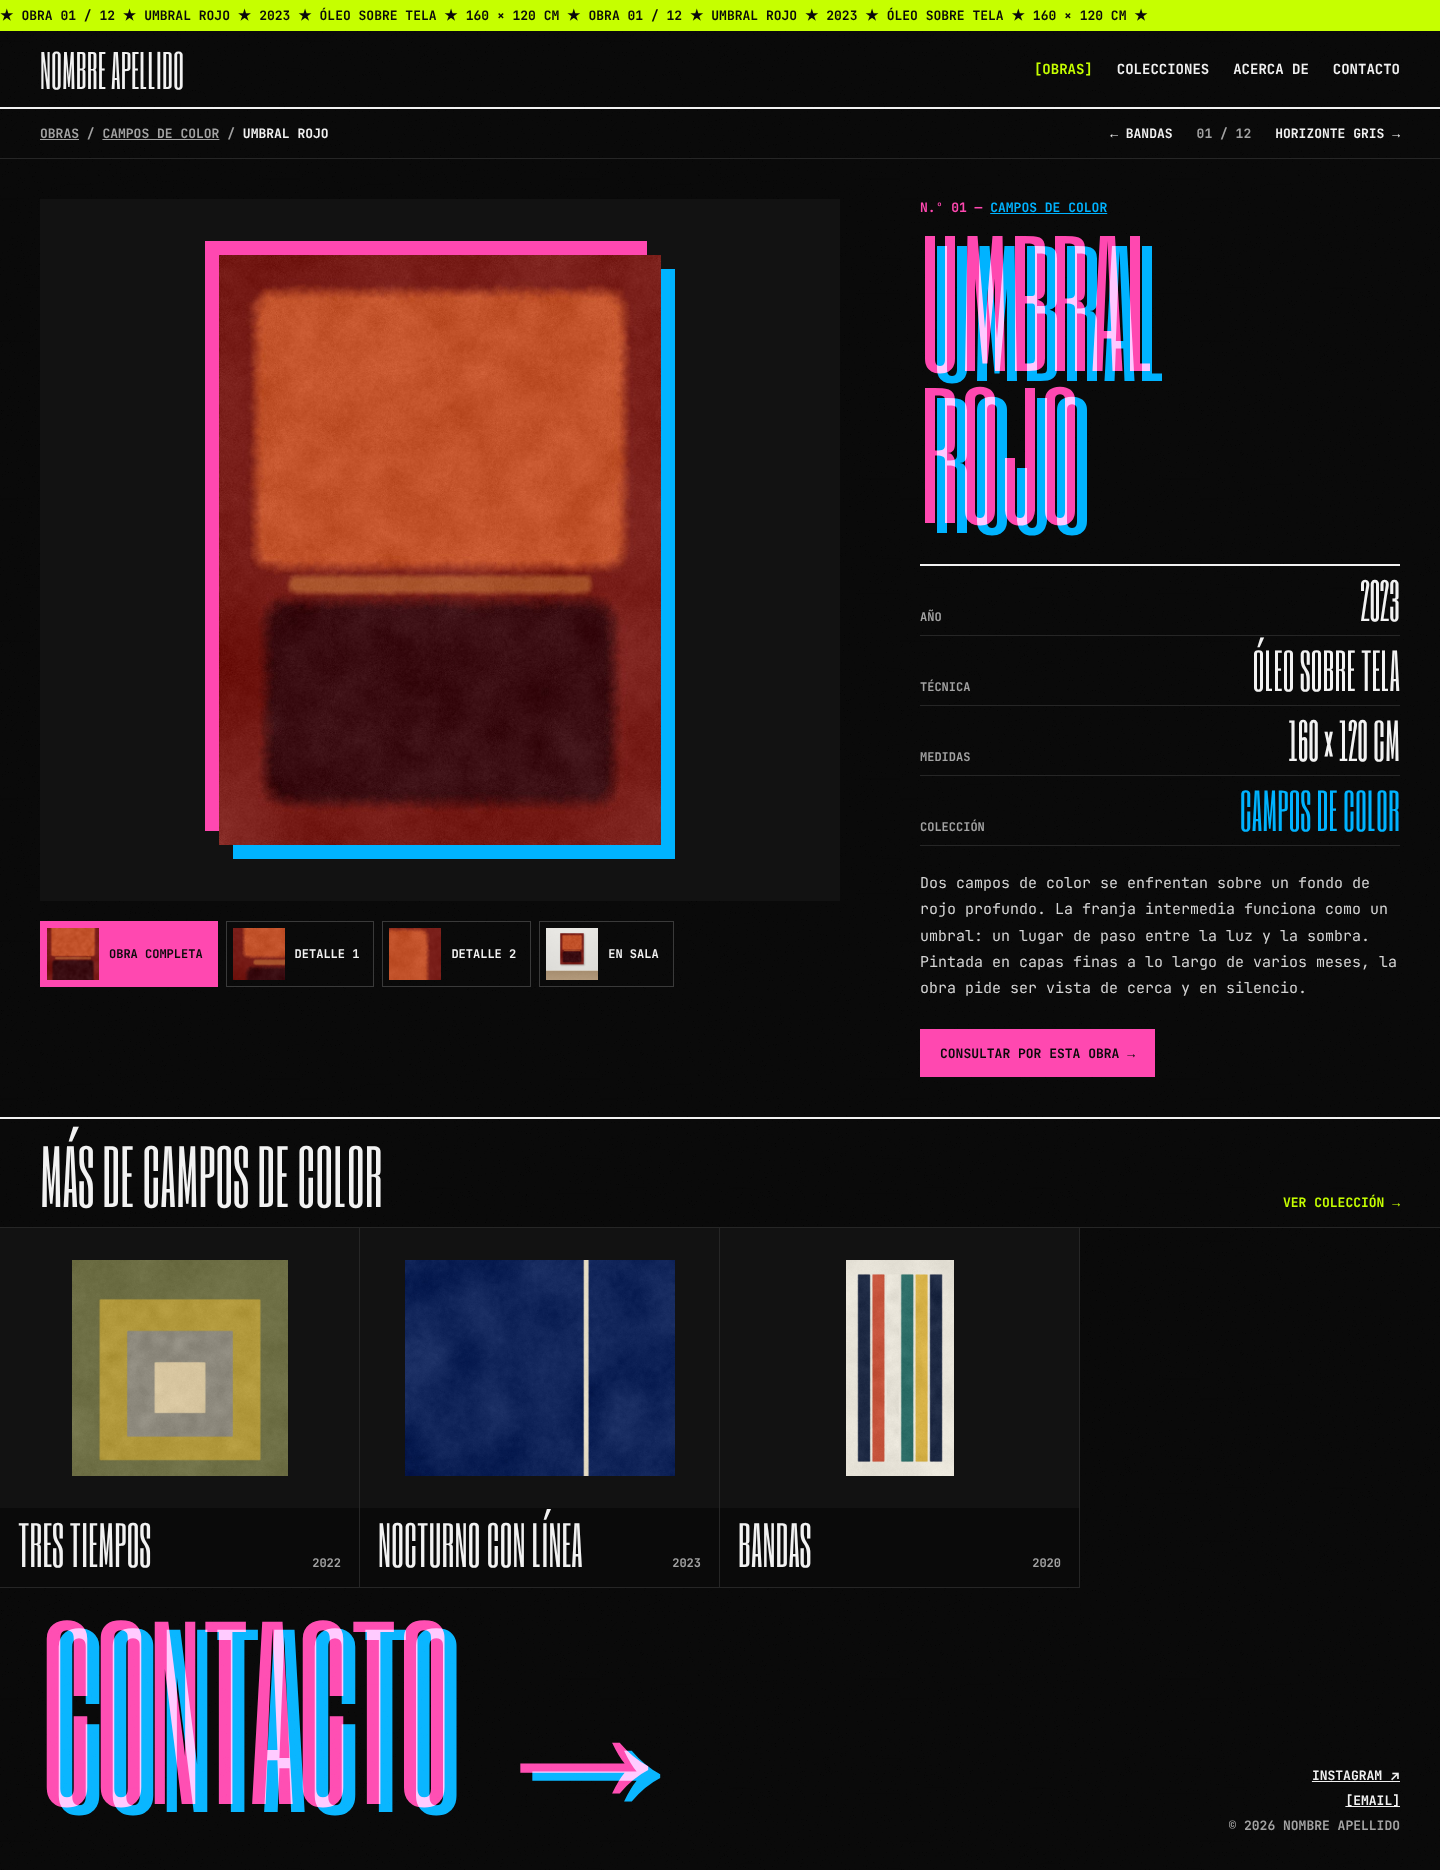 ★ OBRA 01 / 12 ★ UMBRAL ROJO ★ 2023 ★ ÓLEO SOBRE TELA ★ 160 × 120 CM ★ OBRA 01 / 12 ★ UMBRAL ROJO ★ 2023 ★ ÓLEO SOBRE TELA ★ 160 × 120 CM ★
NOMBRE APELLIDO
[OBRAS] COLECCIONES ACERCA DE CONTACTO
OBRAS / CAMPOS DE COLOR / UMBRAL ROJO
← BANDAS 01 / 12 HORIZONTE GRIS →
N.° 01 — CAMPOS DE COLOR
UMBRAL
ROJO
AÑO 2023
TÉCNICA ÓLEO SOBRE TELA
MEDIDAS 160 x 120 CM
COLECCIÓN CAMPOS DE COLOR
Dos campos de color se enfrentan sobre un fondo de
rojo profundo. La franja intermedia funciona como un
umbral: un lugar de paso entre la luz y la sombra.
Pintada en capas finas a lo largo de varios meses, la
obra pide ser vista de cerca y en silencio.
CONSULTAR POR ESTA OBRA →
OBRA COMPLETA
DETALLE 1
DETALLE 2
EN SALA
MÁS DE CAMPOS DE COLOR
VER COLECCIÓN →
TRES TIEMPOS 2022
NOCTURNO CON LÍNEA 2023
BANDAS 2020
CONTACTO →
INSTAGRAM ↗
[EMAIL]
© 2026 NOMBRE APELLIDO